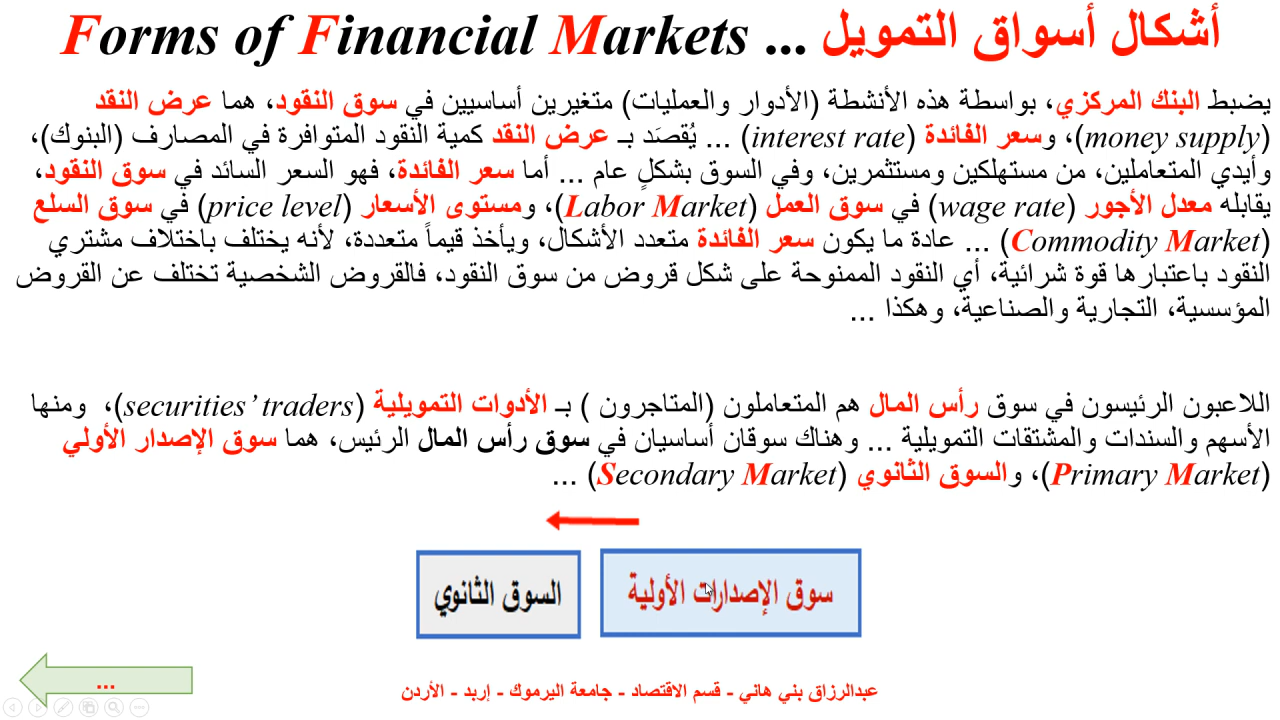 أشكال أسواق التمويل ... Forms of Financial Markets
يضبط البنك المركزي، بواسطة هذه الأنشطة (الأدوار والعمليات) متغيرين أساسيين في سوق النقود، هما عرض النقد
(money supply)، وسعر الفائدة (interest rate) ... يُقصَد بـ عرض النقد كمية النقود المتوافرة في المصارف (البنوك)،
وأيدي المتعاملين، من مستهلكين ومستثمرين، وفي السوق بشكلٍ عام ... أما سعر الفائدة، فهو السعر السائد في سوق النقود،
يقابله معدل الأجور (wage rate) في سوق العمل (Labor Market)، ومستوى الأسعار (price level) في سوق السلع
(Commodity Market) ... عادة ما يكون سعر الفائدة متعدد الأشكال، ويأخذ قيماً متعددة، لأنه يختلف باختلاف مشتري
النقود باعتبارها قوة شرائية، أي النقود الممنوحة على شكل قروض من سوق النقود، فالقروض الشخصية تختلف عن القروض
المؤسسية، التجارية والصناعية، وهكذا ...
اللاعبون الرئيسون في سوق رأس المال هم المتعاملون (المتاجرون ) بـ الأدوات التمويلية (securities’ traders)، ومنها
الأسهم والسندات والمشتقات التمويلية ... وهناك سوقان أساسيان في سوق رأس المال الرئيس، هما سوق الإصدار الأولي
(Primary Market)، والسوق الثانوي (Secondary Market) ...
سوق الإصدارات الأولية
السوق الثانوي
...
عبدالرزاق بني هاني - قسم الاقتصاد - جامعة اليرموك - إربد - الأردن